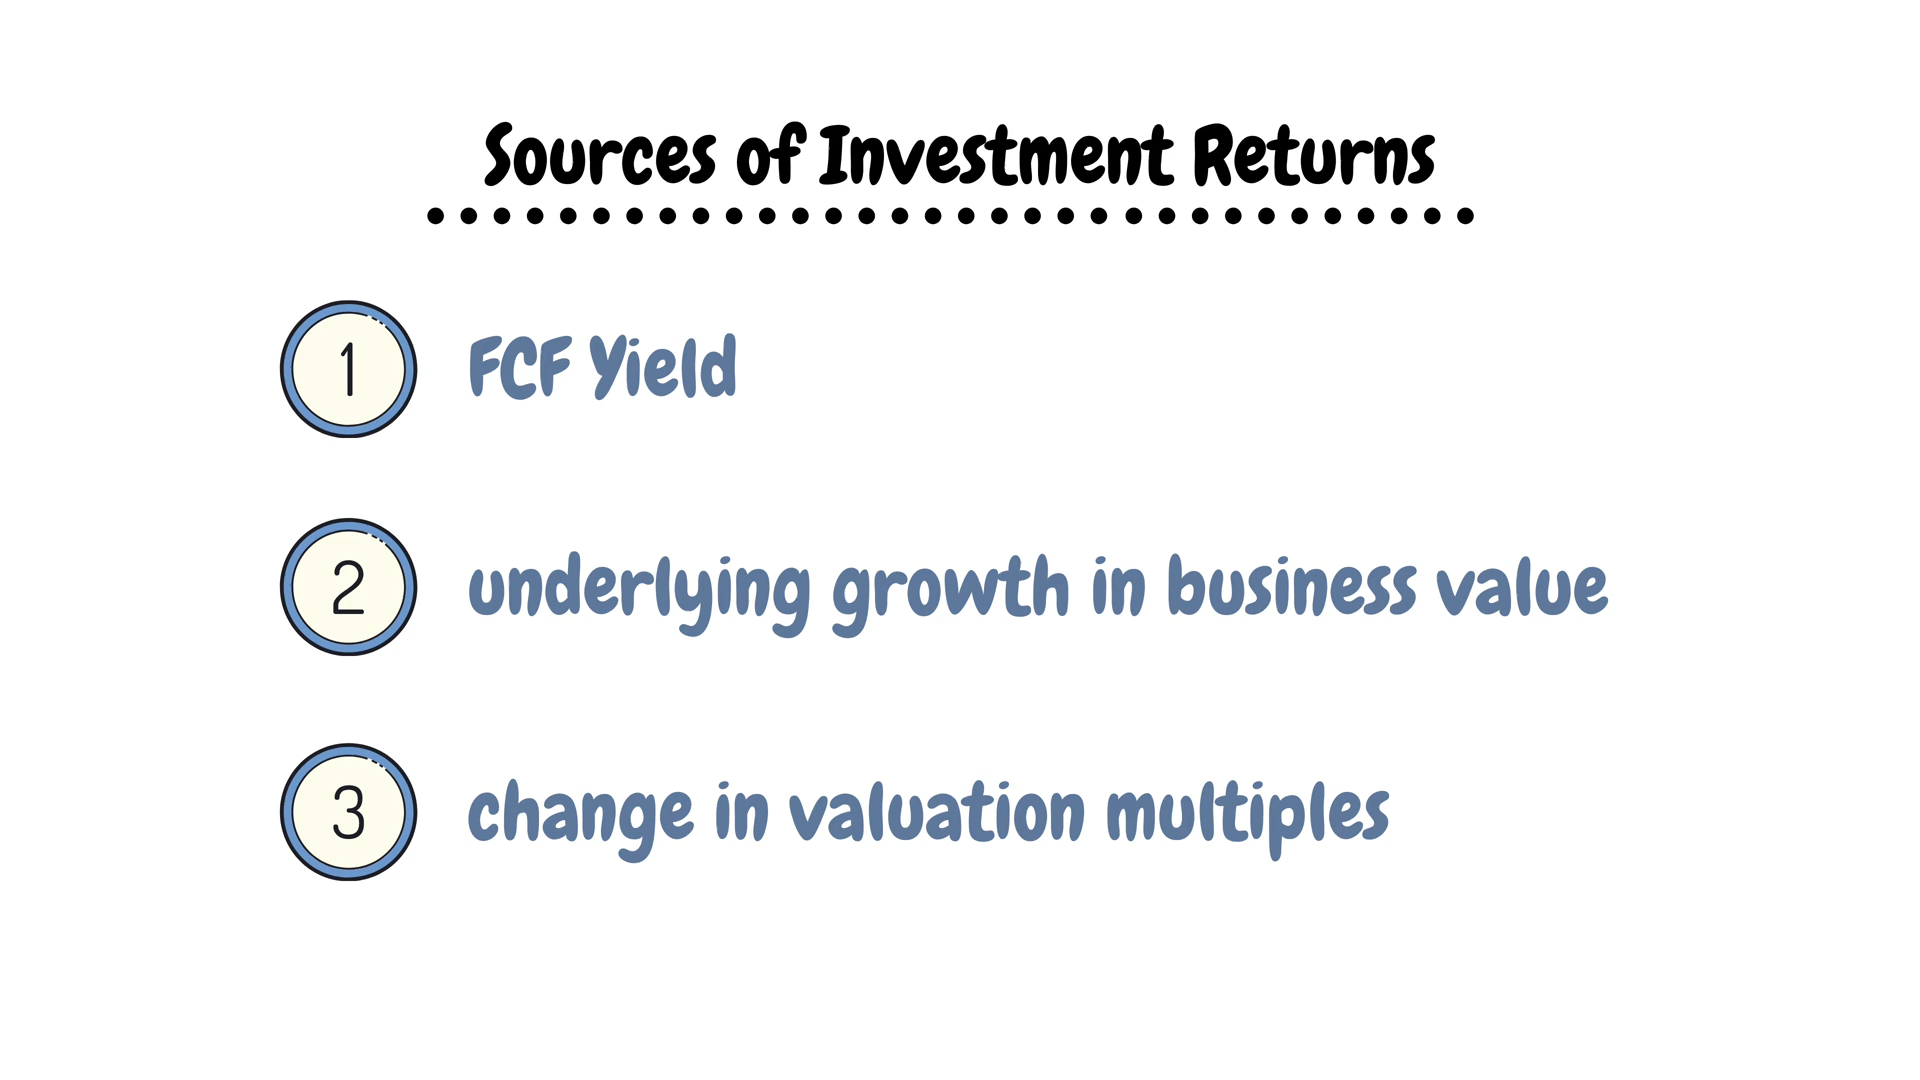 Sources of Investment Returns
1 FCF Yield
2 underlying growth in business value
3 change in valuation multiples